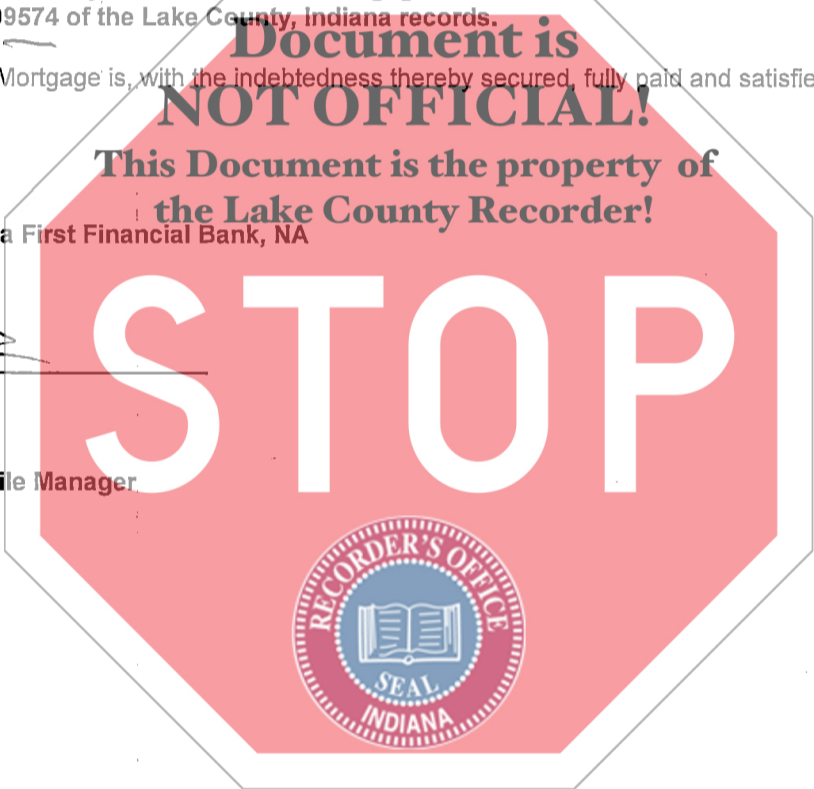 9574 of the Lake County, Indiana records.
Document is
Mortgage is, with the indebtedness thereby secured, fully paid and satisfie
NOT OFFICIAL!
This Document is the property of
the Lake County Recorder!
a First Financial Bank, NA
STOP
ile Manager
RECORDER'S OFFICE
SEAL
INDIANA